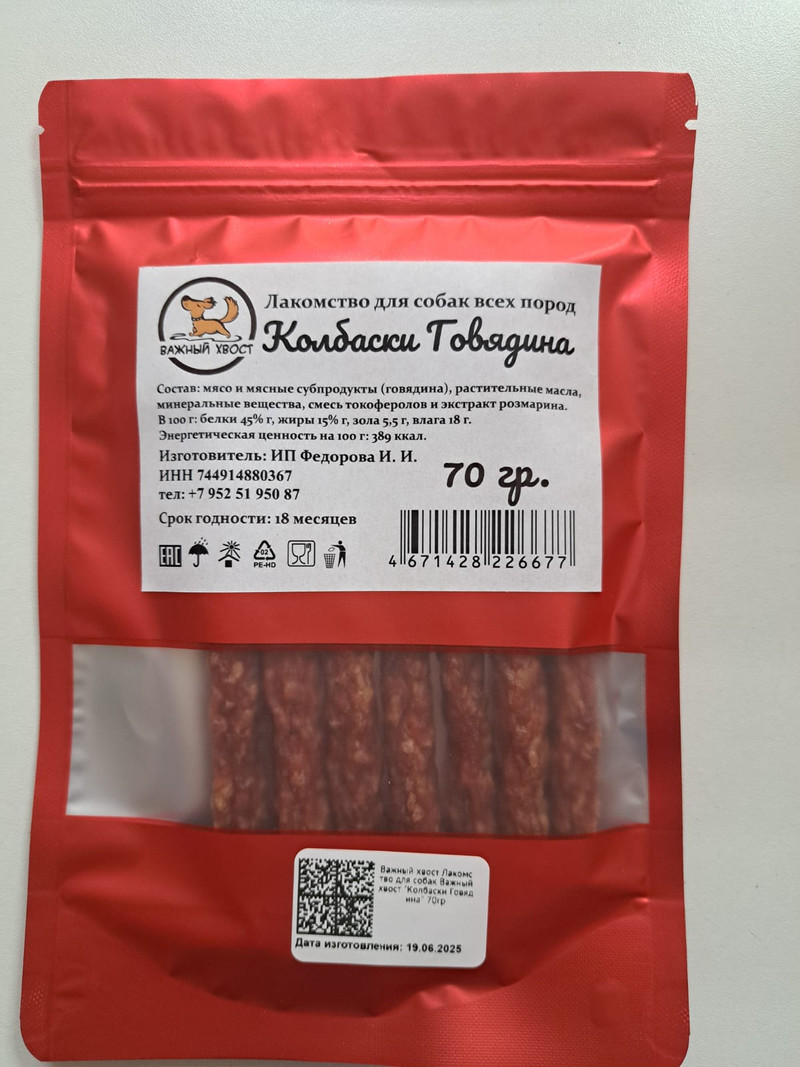 ВАЖНЫЙ ХВОСТ
Лакомство для собак всех пород
Колбаски Говядина
Состав: мясо и мясные субпродукты (говядина), растительные масла,
минеральные вещества, смесь токоферолов и экстракт розмарина.
В 100 г: белки 45% г, жиры 15% г, зола 5,5 г, влага 18 г.
Энергетическая ценность на 100 г: 389 ккал.
Изготовитель: ИП Федорова И. И.
ИНН 744914880367
тел: +7 952 51 950 87
70 гр.
Срок годности: 18 месяцев
EAC
02
PE-HD
4 671428 226677
Важный хвост Лакомс
тво для собак Важный
хвост "Колбаски Говяд
ина" 70гр
Дата изготовления: 19.06.2025